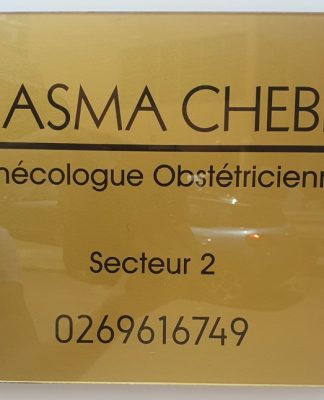 ASMA CHEB
nécologue Obstétricienn
Secteur 2
0269616749